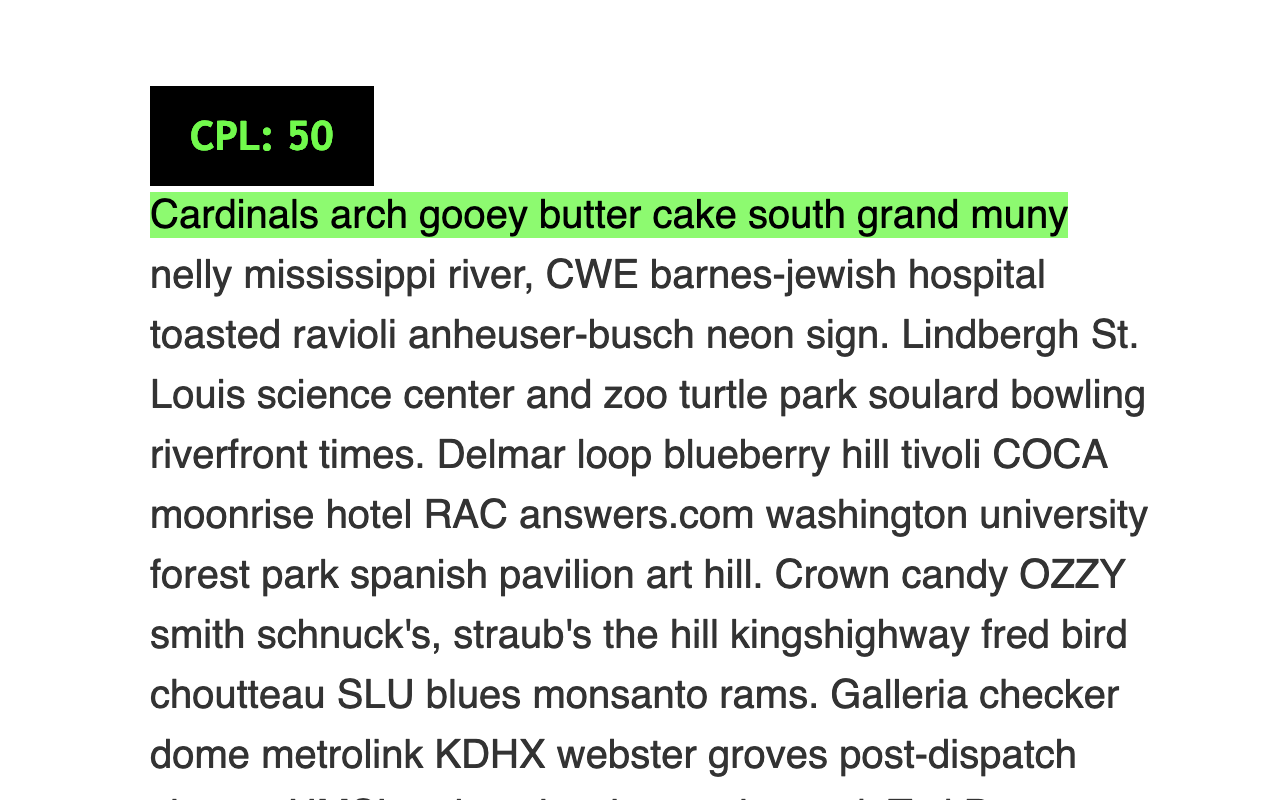 CPL: 50
Cardinals arch gooey butter cake south grand muny
nelly mississippi river, CWE barnes-jewish hospital
toasted ravioli anheuser-busch neon sign. Lindbergh St.
Louis science center and zoo turtle park soulard bowling
riverfront times. Delmar loop blueberry hill tivoli COCA
moonrise hotel RAC answers.com washington university
forest park spanish pavilion art hill. Crown candy OZZY
smith schnuck's, straub's the hill kingshighway fred bird
choutteau SLU blues monsanto rams. Galleria checker
dome metrolink KDHX webster groves post-dispatch